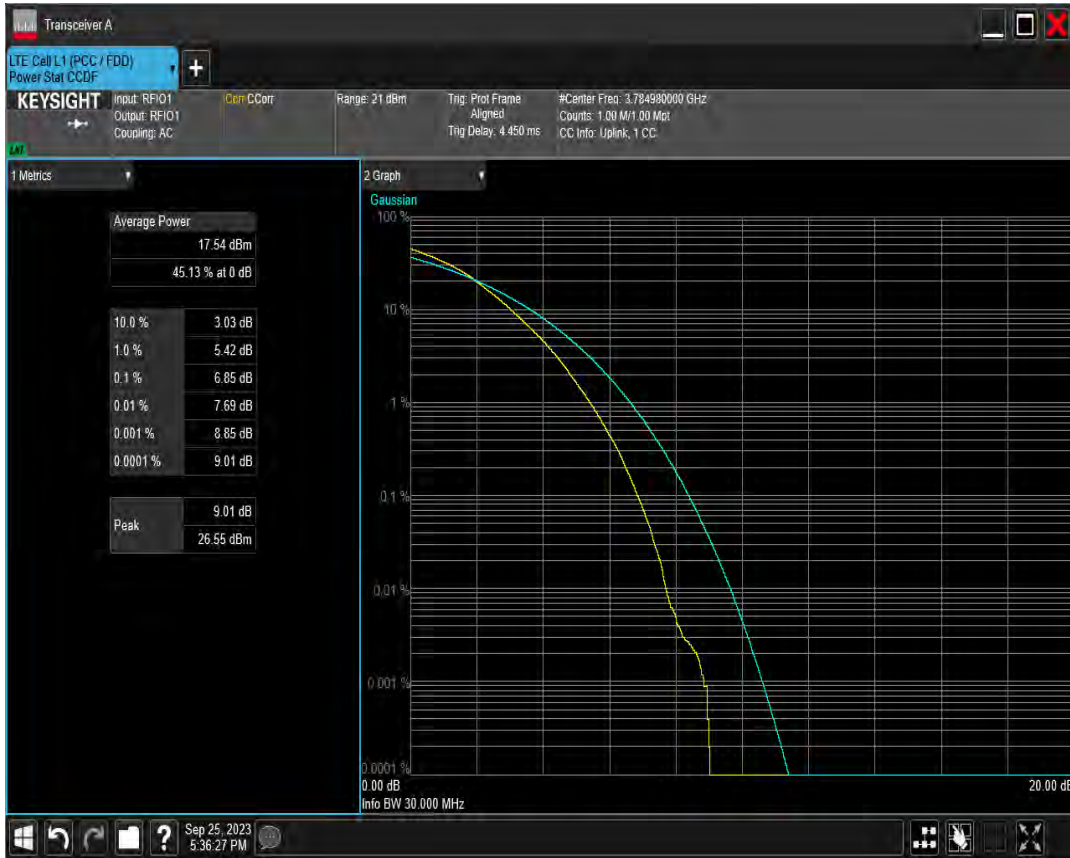 Transceiver A
LTE Cell L1 (PCC / FDD)
Power Stat CCDF
+
KEYSIGHT
Input: RFIO1
Output: RFIO1
Coupling: AC
Corr CCorr
Range: 21 dBm
Trig: Prot Frame
Aligned
Trig Delay: 4.450 ms
#Center Freq: 3.784980000 GHz
Counts: 1.00 M/1.00 Mpt
CC Info: Uplink, 1 CC
1 Metrics
Average Power
17.54 dBm
45.13 % at 0 dB
10.0 % 3.03 dB
1.0 % 5.42 dB
0.1 % 6.85 dB
0.01 % 7.69 dB
0.001 % 8.85 dB
0.0001 % 9.01 dB
Peak
9.01 dB
26.55 dBm
2 Graph
Gaussian
100 %
10 %
1 %
0.1 %
0.01 %
0.001 %
0.0001 %
0.00 dB
20.00 dB
Info BW 30.000 MHz
?
Sep 25, 2023
5:36:27 PM